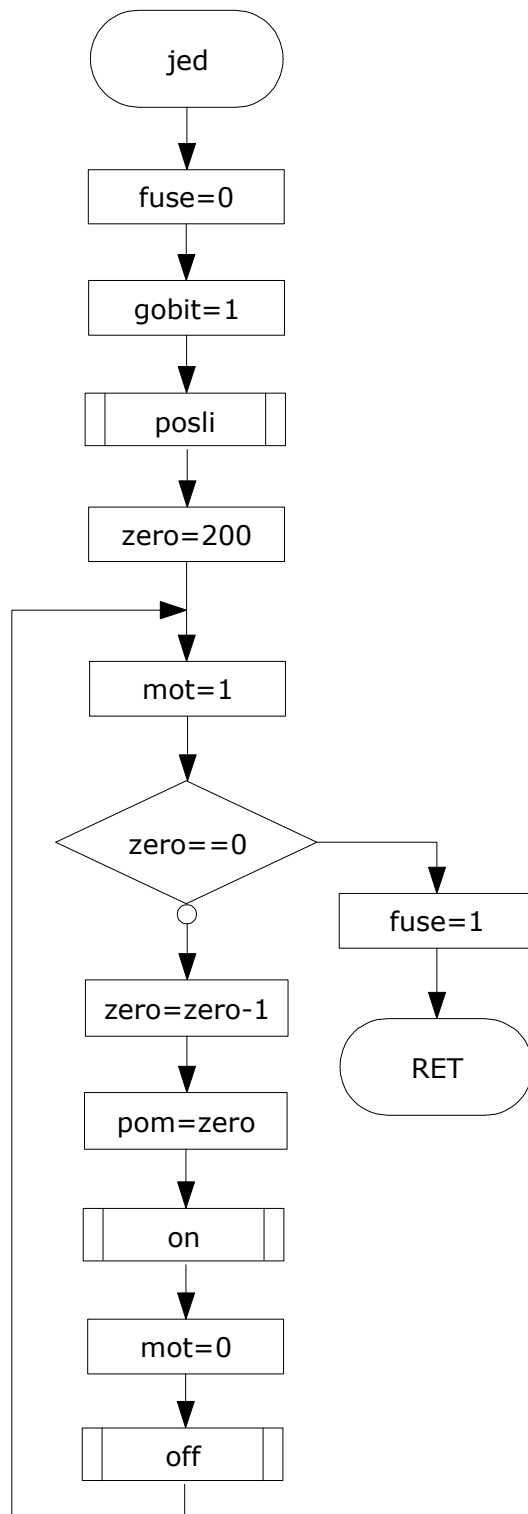 jed
fuse=0
gobit=1
posli
zero=200
mot=1
zero==0
fuse=1
zero=zero-1
RET
pom=zero
on
mot=0
off